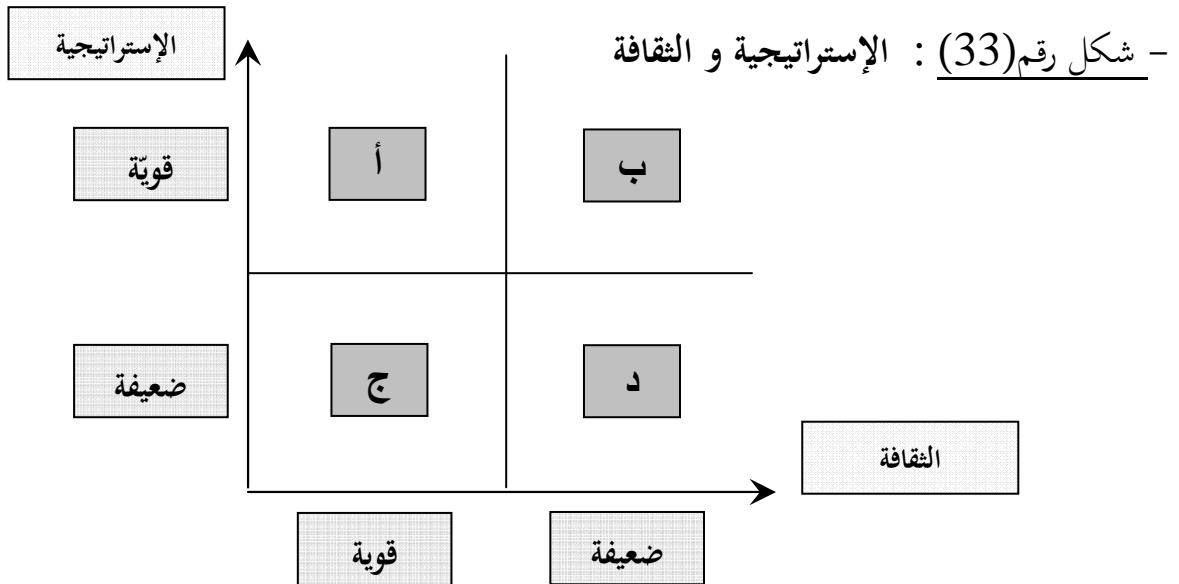 - شكل رقم(33) : الإستراتيجية و الثقافة
الإستراتيجية
قويّة
أ
ب
ضعيفة
ج
د
الثقافة
قوية
ضعيفة